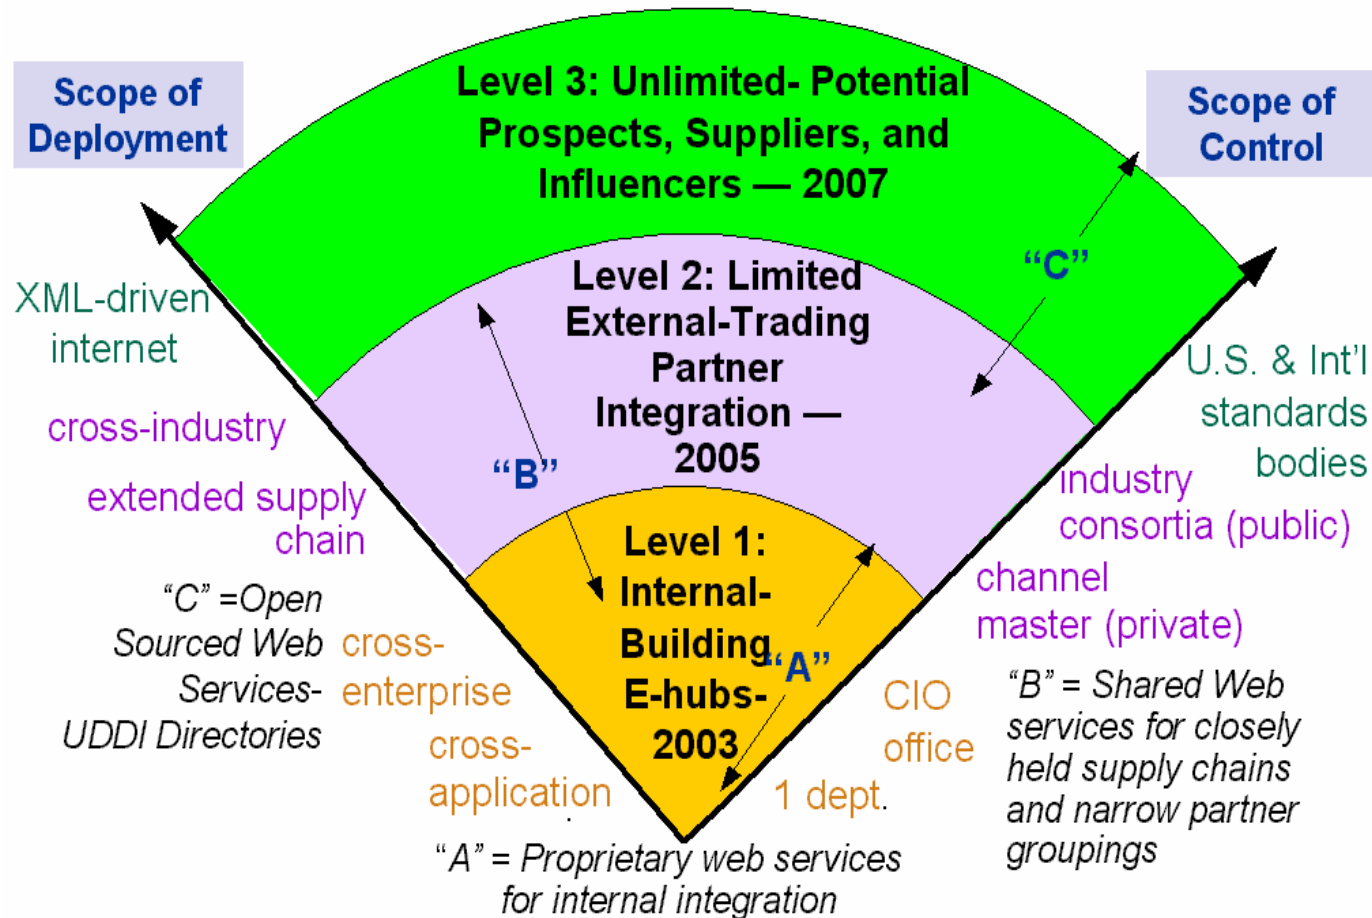 Scope of
Deployment
Level 3: Unlimited- Potential
Prospects, Suppliers, and
Influencers — 2007
Scope of
Control
Level 2: Limited
External-Trading
Partner
Integration —
2005
“C”
“B”
XML-driven
internet
cross-industry
extended supply
chain
U.S. & Int’l
standards
bodies
industry
consortia (public)
channel
master (private)
Level 1:
Internal-
Building
E-hubs-
2003
“A”
“C” =Open
Sourced Web
Services-
UDDI Directories
cross-
enterprise
cross-
application
CIO
office
1 dept.
“B” = Shared Web
services for closely
held supply chains
and narrow partner
groupings
“A” = Proprietary web services
for internal integration